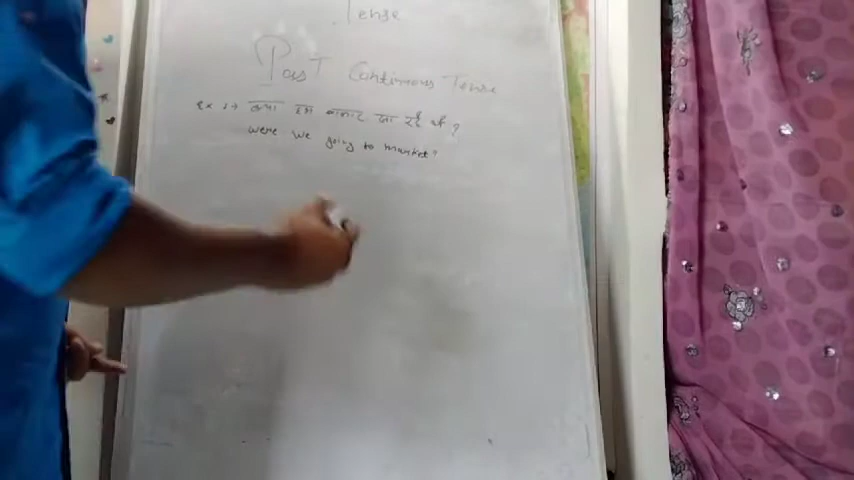 Tense
Past Continuous Tense
Ex :→ क्या हम बाजार जा रहे थे ?
were we going to market?